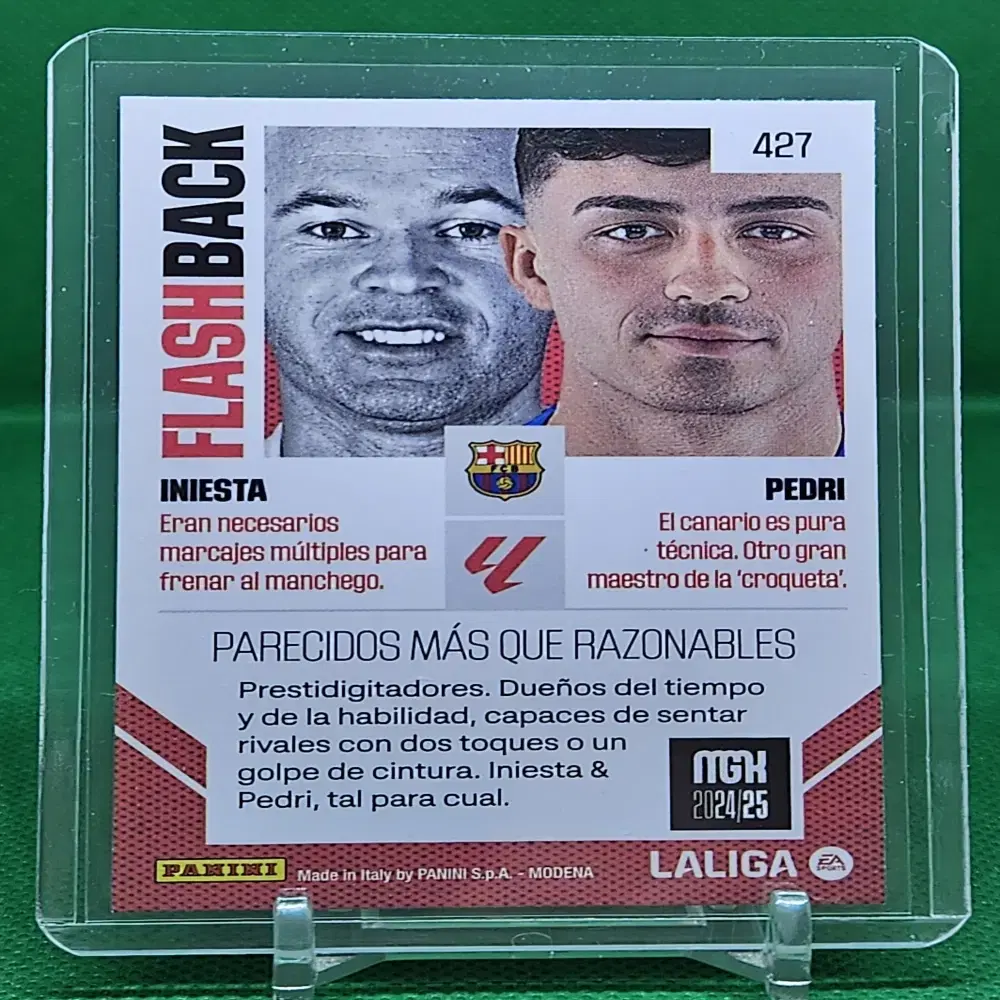 427
FLASHBACK
FCB
INIESTA
Eran necesarios
marcajes múltiples para
frenar al manchego.
PEDRI
El canario es pura
técnica. Otro gran
maestro de la 'croqueta'.
PARECIDOS MÁS QUE RAZONABLES
Prestidigitadores. Dueños del tiempo
y de la habilidad, capaces de sentar
rivales con dos toques o un
golpe de cintura. Iniesta &
Pedri, tal para cual.
MGK
2024/25
PANINI
Made in Italy by PANINI S.p.A. - MODENA
LALIGA
EA
SPORTS